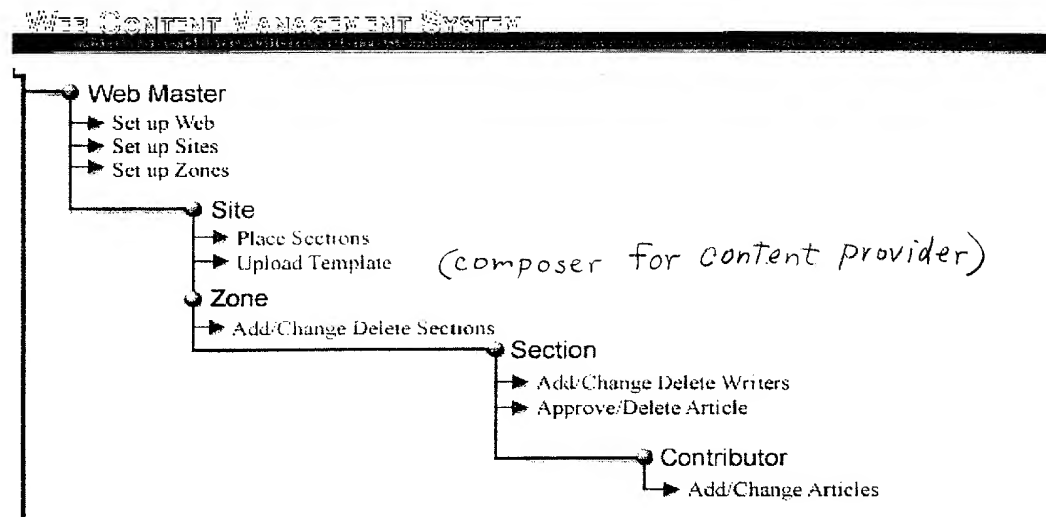 WEB CONTENT MANAGEMENT SYSTEM
Web Master
Set up Web
Set up Sites
Set up Zones
Site
Place Sections
Upload Template (composer for content provider)
Zone
Add/Change Delete Sections
Section
Add/Change Delete Writers
Approve/Delete Article
Contributor
Add/Change Articles